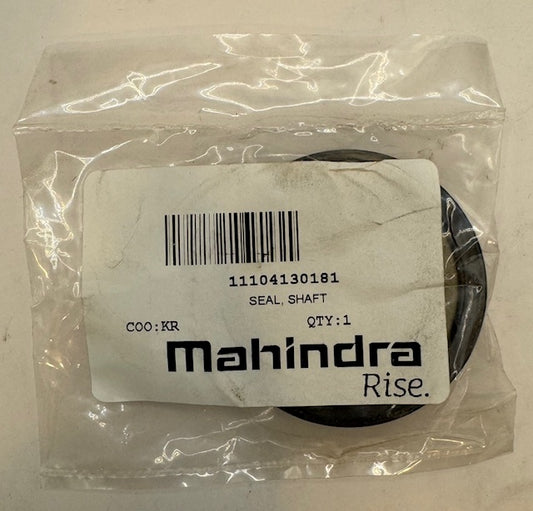 11104130181
SEAL, SHAFT
COO:KR QTY:1
Mahindra
Rise.